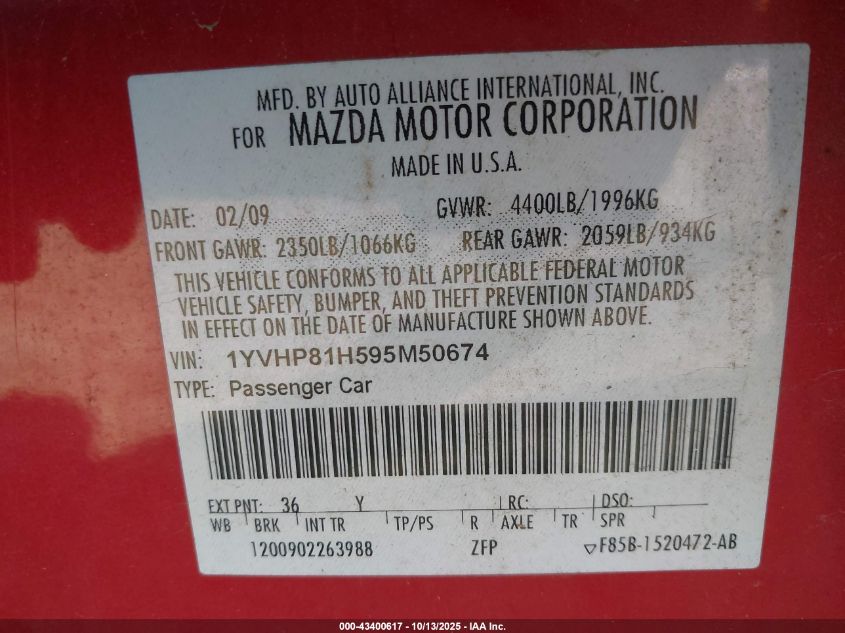 MFD. BY AUTO ALLIANCE INTERNATIONAL, INC.
FOR MAZDA MOTOR CORPORATION
MADE IN U.S.A.
DATE: 02/09 GVWR: 4400LB/1996KG
FRONT GAWR: 2350LB/1066KG REAR GAWR: 2059LB/934KG
THIS VEHICLE CONFORMS TO ALL APPLICABLE FEDERAL MOTOR
VEHICLE SAFETY, BUMPER, AND THEFT PREVENTION STANDARDS
IN EFFECT ON THE DATE OF MANUFACTURE SHOWN ABOVE.
VIN: 1YVHP81H595M50674
TYPE: Passenger Car
EXT PNT: 36 Y RC: DSO:
WB BRK INT TR TP/PS R AXLE TR SPR
1200902263988 ZFP F85B-1520472-AB
000-43400617 - 10/13/2025 - IAA Inc.